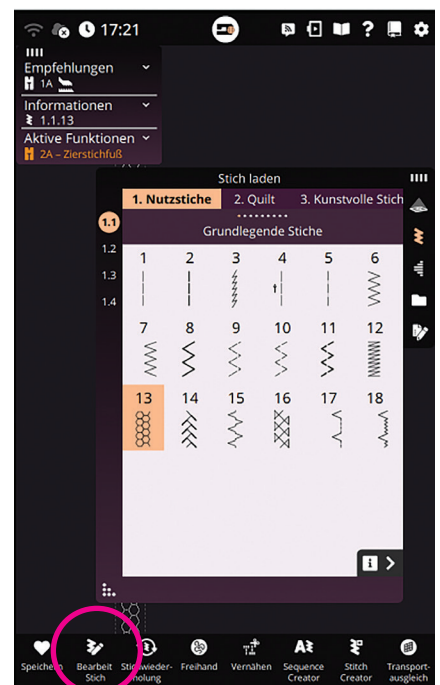 17:21
?
Empfehlungen
1A
Informationen
1.1.13
Aktive Funktionen
2A – Zierstichfuß
Stich laden
1. Nutzstiche 2. Quilt 3. Kunstvolle Stich
1.1 Grundlegende Stiche
1.2
1.3
1.4
1 2 3 4 5 6
7 8 9 10 11 12
13 14 15 16 17 18
i
Speichern Bearbeit Stichwieder- Freihand Vernähen Sequence Stitch Transport-
Stich holung Creator Creator ausgleich